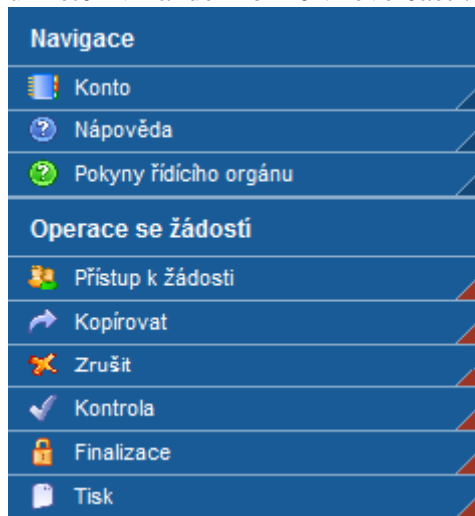 Navigace
Konto
Nápověda
Pokyny řídícího orgánu
Operace se žádostí
Přístup k žádosti
Kopírovat
Zrušit
Kontrola
Finalizace
Tisk